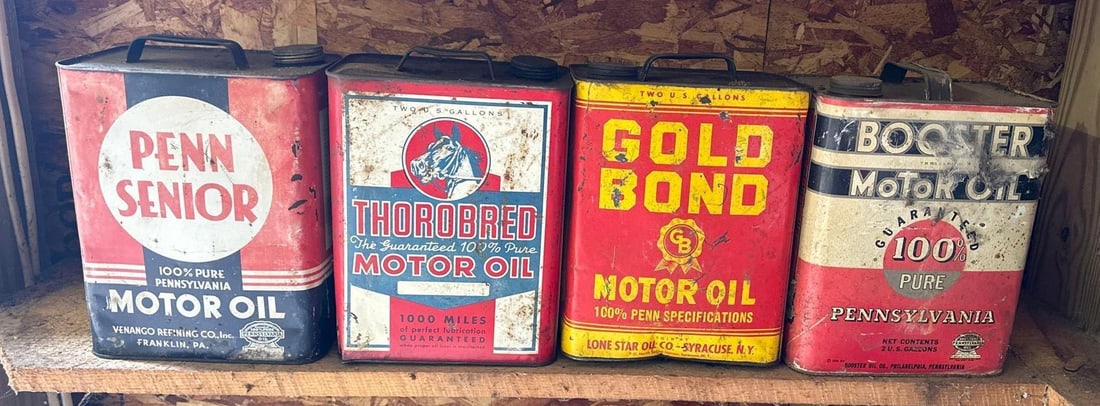 PENN
SENIOR
100% PURE
PENNSYLVANIA
MOTOR OIL
VENANGO REFINING CO., Inc.
FRANKLIN, PA.
TWO U.S. GALLONS
THOROBRED
The Guaranteed 100% Pure
MOTOR OIL
1000 MILES
of perfect lubrication
GUARANTEED
TWO U.S. GALLONS
GOLD
BOND
GB
MOTOR OIL
100% PENN SPECIFICATIONS
LONE STAR OIL CO-SYRACUSE, N.Y.
BOOSTER
MOTOR OIL
GUARANTEED
100%
PURE
PENNSYLVANIA
NET CONTENTS
2 U.S. GALLONS
BOOSTER OIL CO., PHILADELPHIA, PENNSYLVANIA